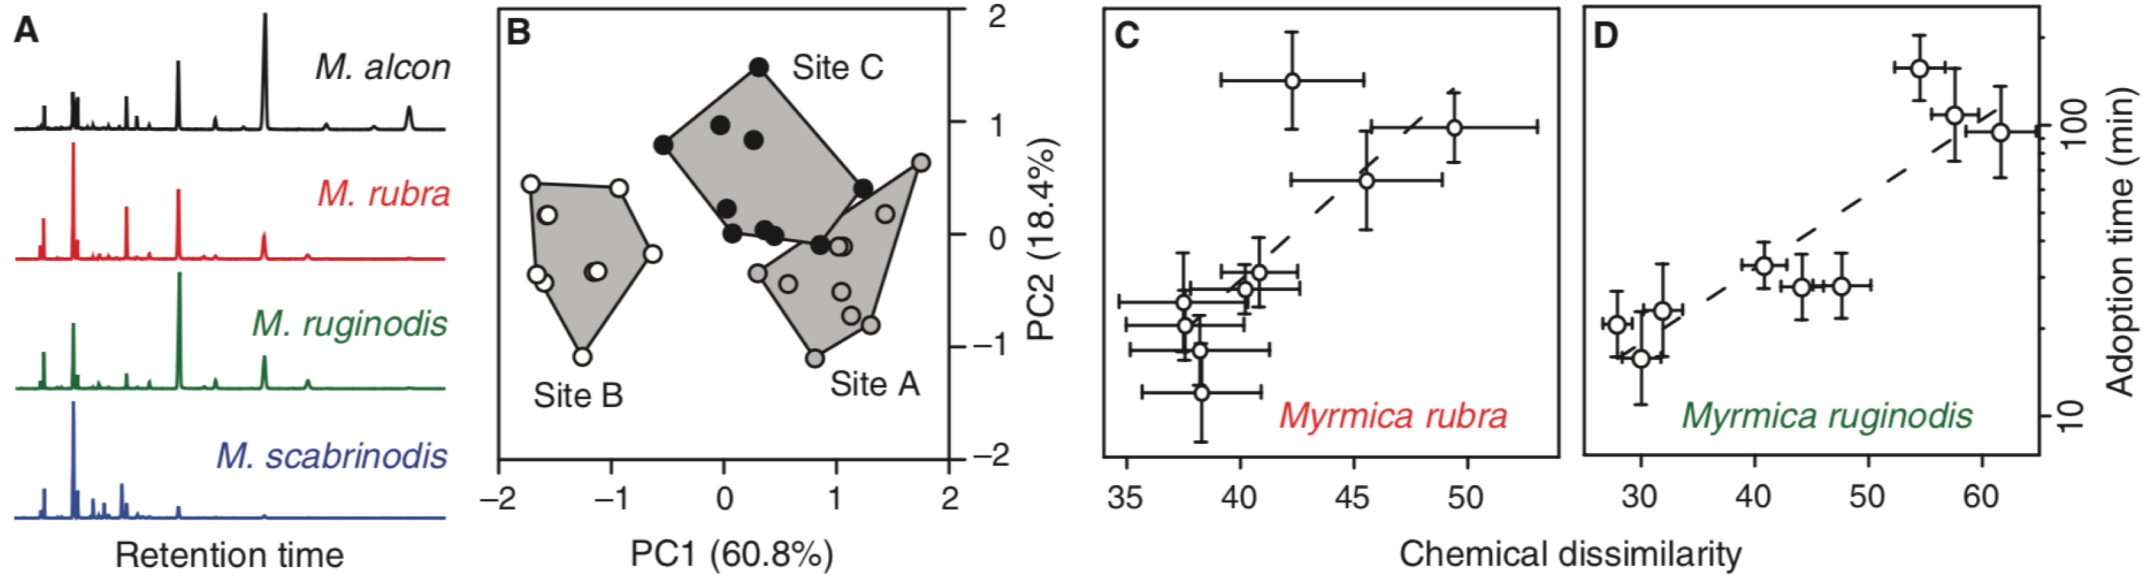 A
M. alcon
M. rubra
M. ruginodis
M. scabrinodis
Retention time
B
Site C
Site B
Site A
2
1
0
−1
−2
PC2 (18.4%)
−2 −1 0 1 2
PC1 (60.8%)
C
Myrmica rubra
35 40 45 50
D
Myrmica ruginodis
30 40 50 60
Chemical dissimilarity
100
10
Adoption time (min)